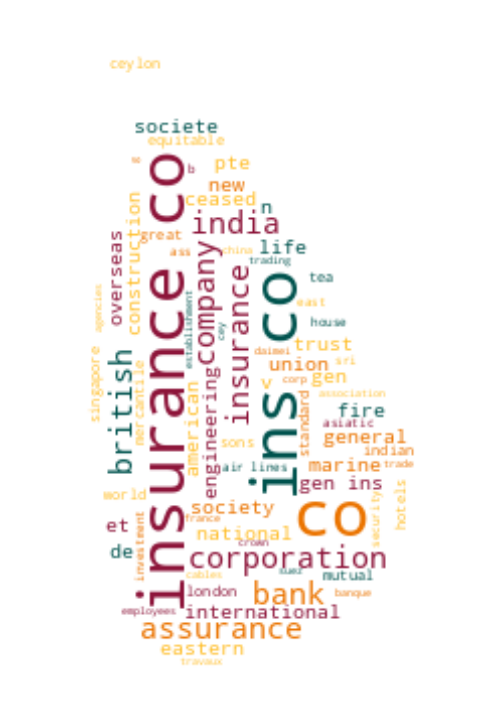 ceylon
societe
equitable
se
b
pte
new
ceased
n
india
great
ass
china
life
trading
insurance co
construction
overseas
company
insurance
ins co
tea
east
house
agencies
establishment
cey
daimei
trust
union
sri
v
corp
gen
singapore
british
mercantile
american
engineering
standard
association
fire
asiatic
general
indian
sons
air lines
marine
trade
gen ins
world
society
co
security
hotels
et
de
investment
france
national
crown
corporation
cables
suez
mutual
london
bank
banque
employees
international
assurance
eastern
travaux